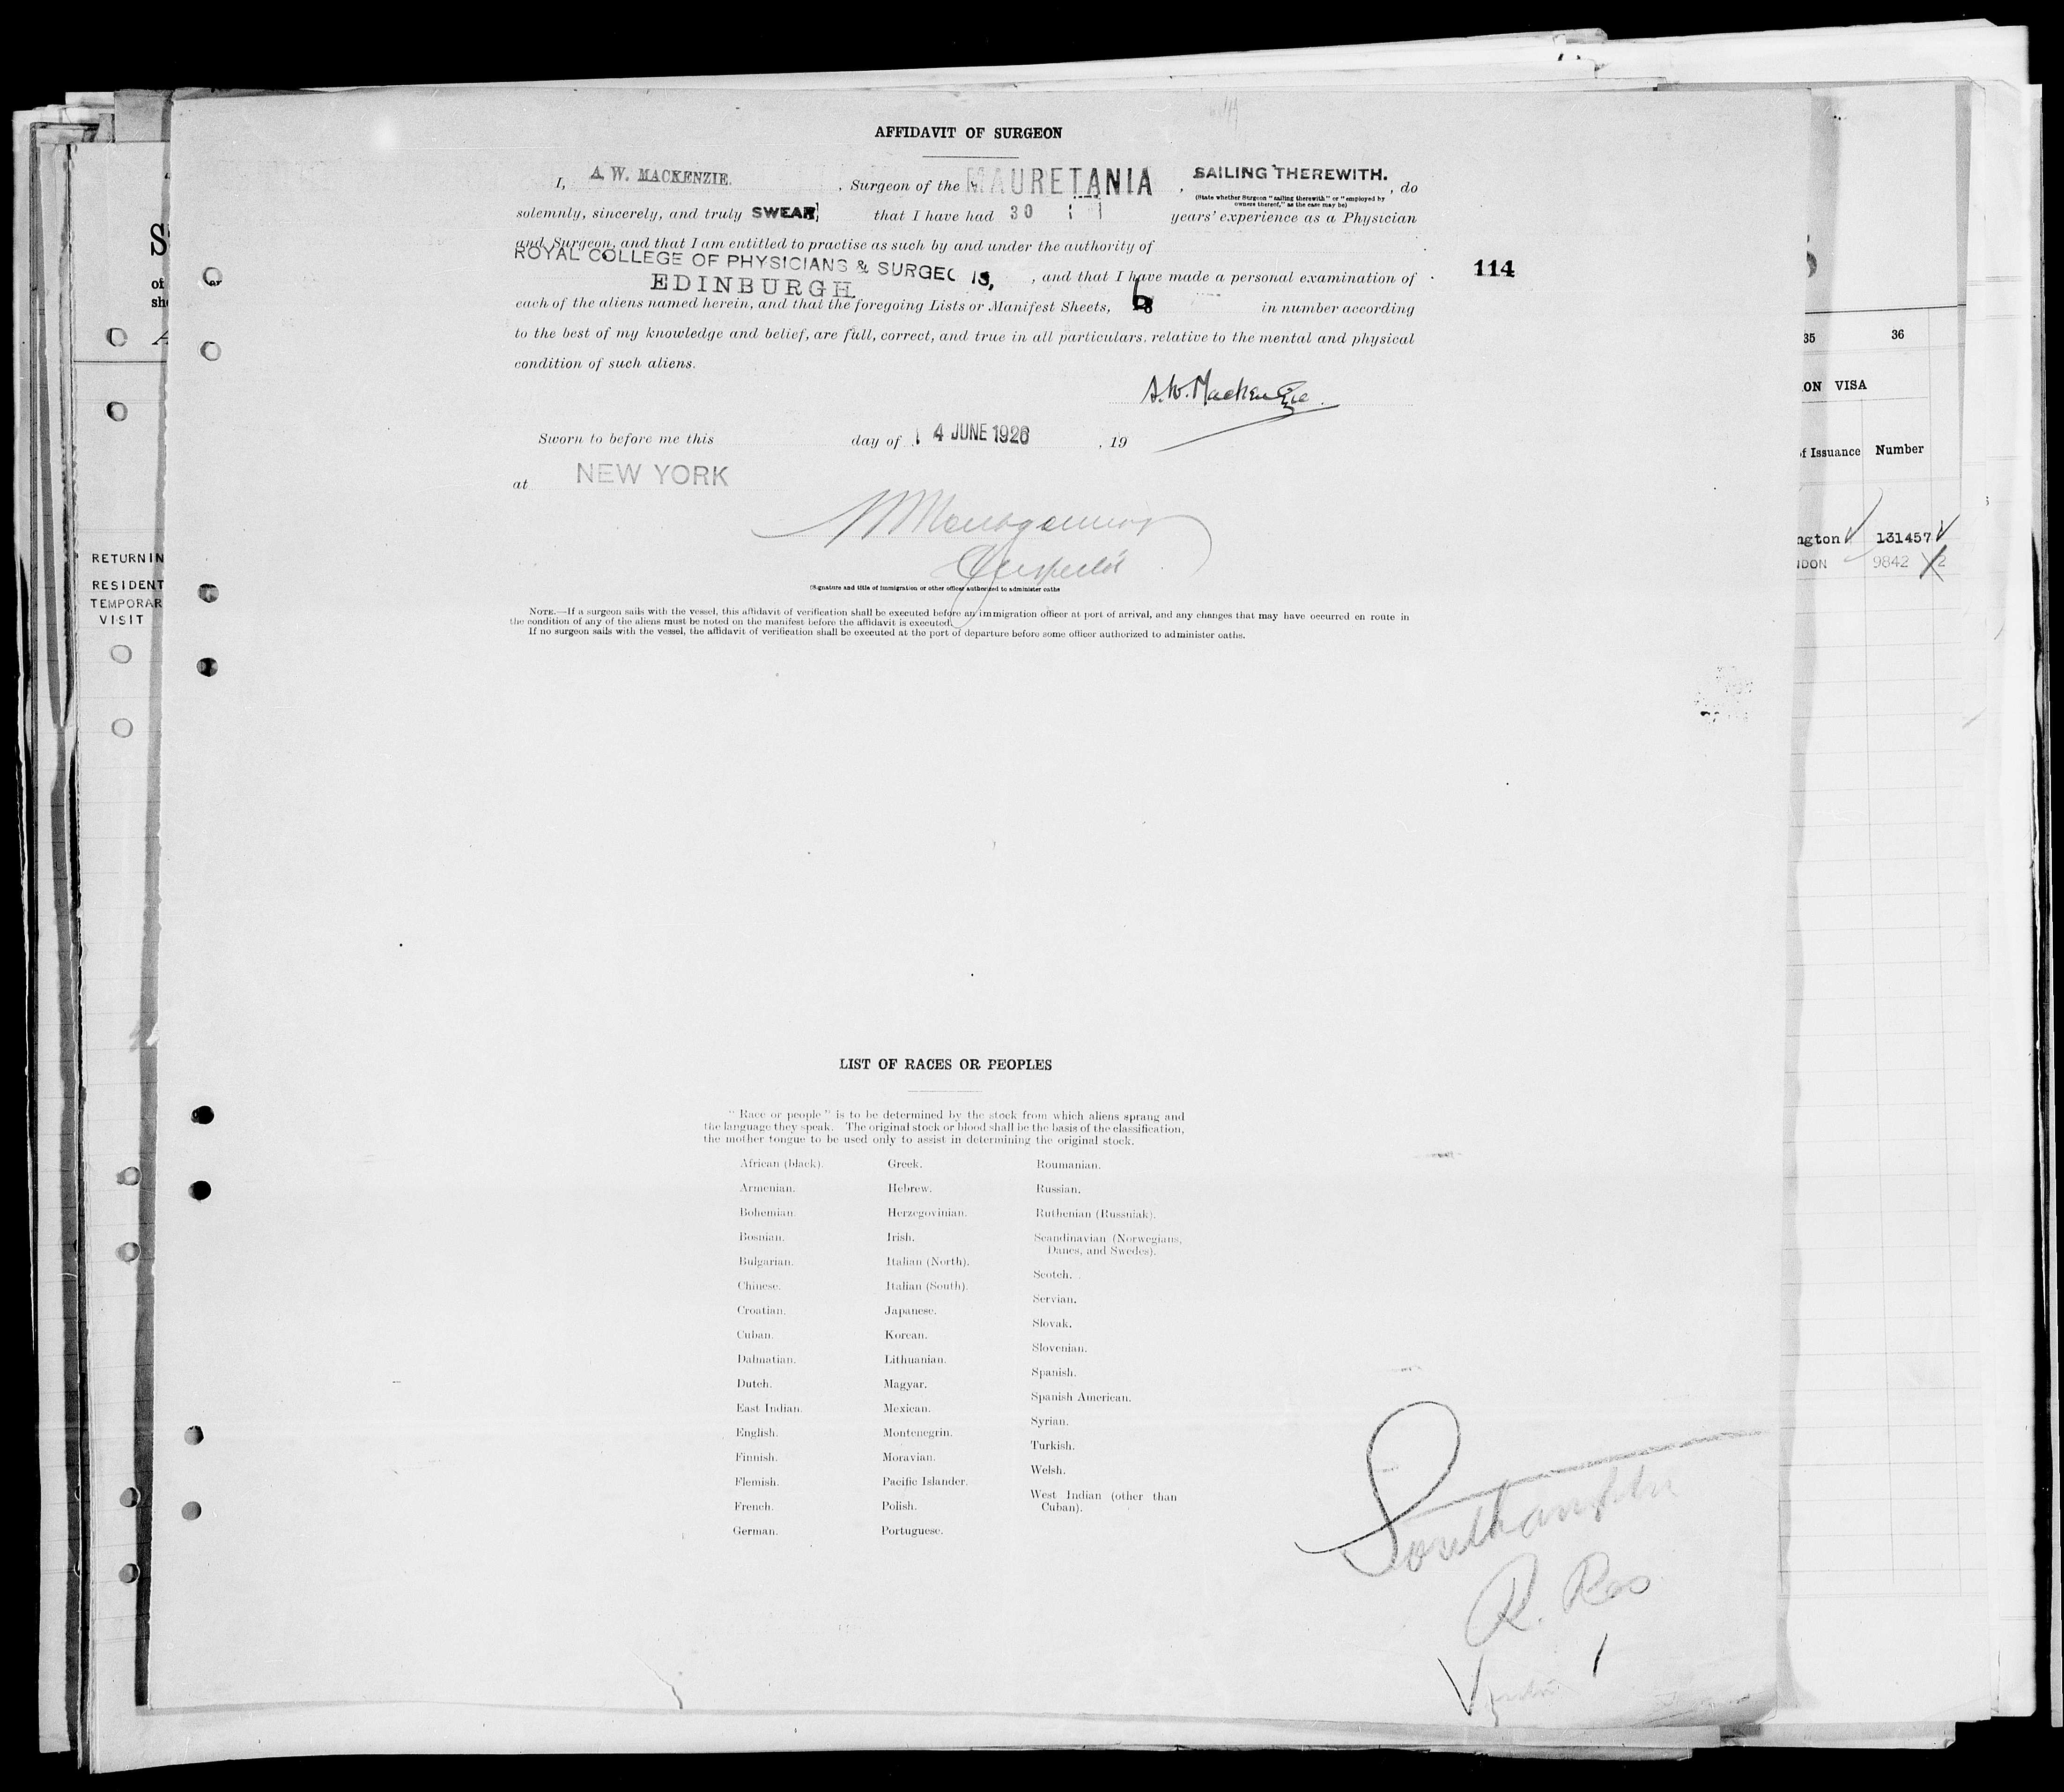 AFFIDAVIT OF SURGEON
I, A. W. MACKENZIE. , Surgeon of the MAURETANIA , SAILING THEREWITH. , do
(State whether Surgeon "sailing therewith" or "employed by
owners thereof," as the case may be)
solemnly, sincerely, and truly SWEAR that I have had 30 years' experience as a Physician
and Surgeon, and that I am entitled to practise as such by and under the authority of
ROYAL COLLEGE OF PHYSICIANS & SURGEO S,
EDINBURGH , and that I have made a personal examination of
114
each of the aliens named herein, and that the foregoing Lists or Manifest Sheets, in number according
to the best of my knowledge and belief, are full, correct, and true in all particulars, relative to the mental and physical
condition of such aliens.
A. W. Mackenzie.
Sworn to before me this day of 4 JUNE 1926 , 19
at NEW YORK
Montgomery
Inspector
(Signature and title of immigration or other officer authorized to administer oaths
NOTE.—If a surgeon sails with the vessel, this affidavit of verification shall be executed before an immigration officer at port of arrival, and any changes that may have occurred en route in
the condition of any of the aliens must be noted on the manifest before the affidavit is executed.
If no surgeon sails with the vessel, the affidavit of verification shall be executed at the port of departure before some officer authorized to administer oaths.
LIST OF RACES OR PEOPLES
"Race or people" is to be determined by the stock from which aliens sprang and
the language they speak. The original stock or blood shall be the basis of the classification,
the mother tongue to be used only to assist in determining the original stock.
African (black).
Armenian.
Bohemian.
Bosnian.
Bulgarian.
Chinese.
Croatian.
Cuban.
Dalmatian.
Dutch.
East Indian.
English.
Finnish.
Flemish.
French.
German.
Greek.
Hebrew.
Herzegovinian.
Irish.
Italian (North).
Italian (South).
Japanese.
Korean.
Lithuanian.
Magyar.
Mexican.
Montenegrin.
Moravian.
Pacific Islander.
Polish.
Portuguese.
Roumanian.
Russian.
Ruthenian (Russniak).
Scandinavian (Norwegians,
Danes, and Swedes).
Scotch.
Servian.
Slovak.
Slovenian.
Spanish.
Spanish American.
Syrian.
Turkish.
Welsh.
West Indian (other than
Cuban).
Southampton
R. Res
1
S
of
she
RETURNIN
RESIDENT
TEMPORAR
VISIT
35 36
ON VISA
of Issuance Number
ngton 131457
NDON 9842